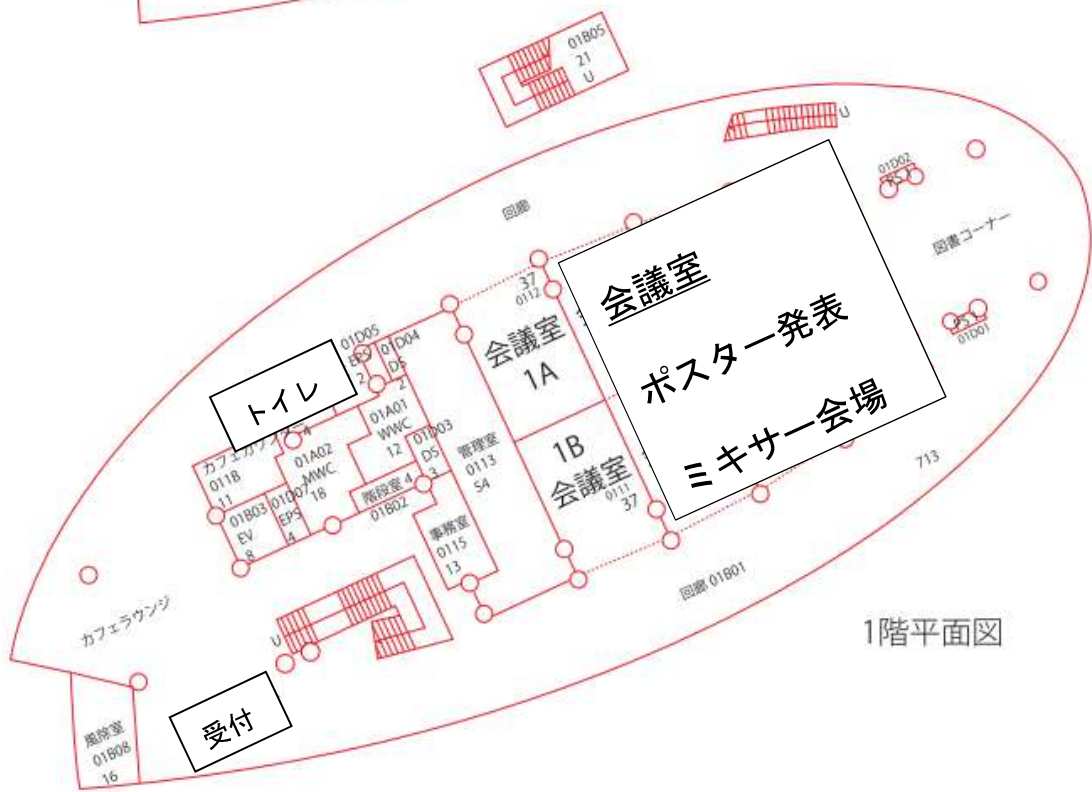 01B05
21
U
U
01D02
PS1
図書コーナー
01D01
回廊
37
0112
会議室
1A
会議室
ポスター発表
ミキサー会場
01D05
EPS
2
01D04
DS
2
トイレ
01A01
WWC
12
01D03
DS
3
管理室
0113
54
1B
会議室
0111
37
713
カフェカウンター
011B
11
4
01A02
MWC
18
01B03
EV
8
01D07
EPS
4
階段室 4
01B02
事務室
0115
13
回廊 01B01
カフェラウンジ
U
1階平面図
受付
風除室
01B08
16